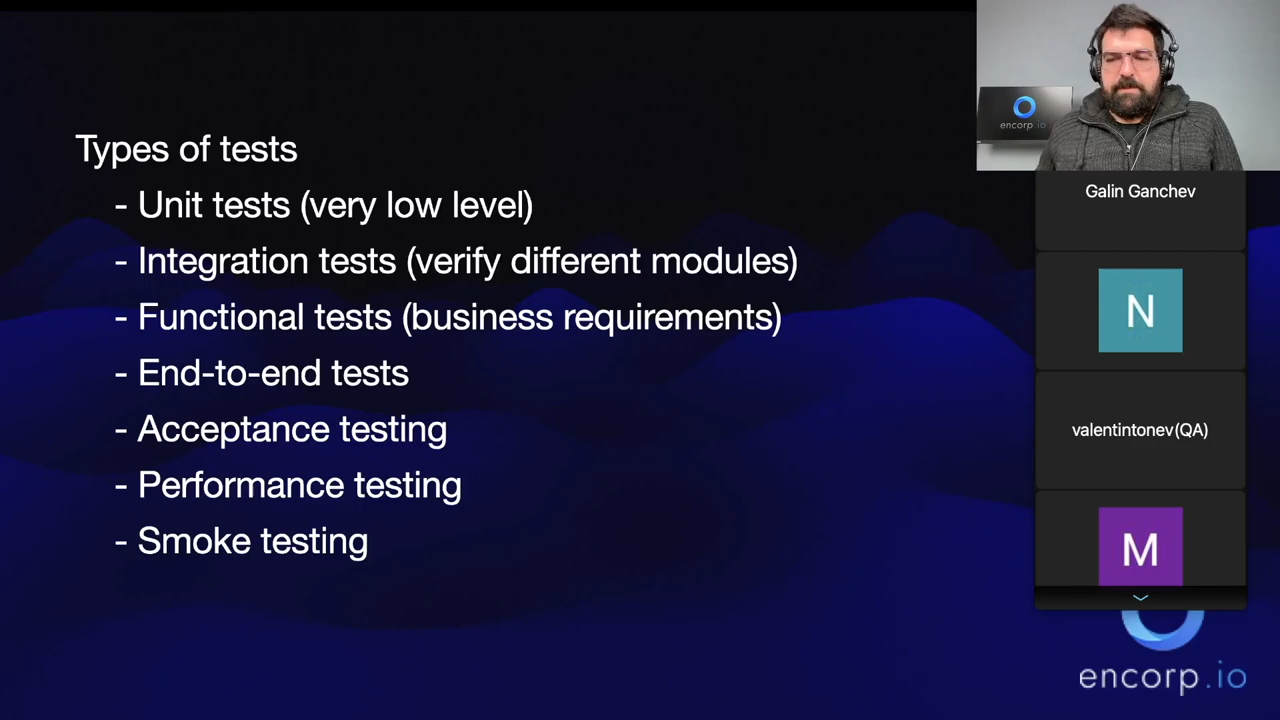 Types of tests
- Unit tests (very low level)
- Integration tests (verify different modules)
- Functional tests (business requirements)
- End-to-end tests
- Acceptance testing
- Performance testing
- Smoke testing
encorp.io
Galin Ganchev
N
valentintonev(QA)
M
encorp.io